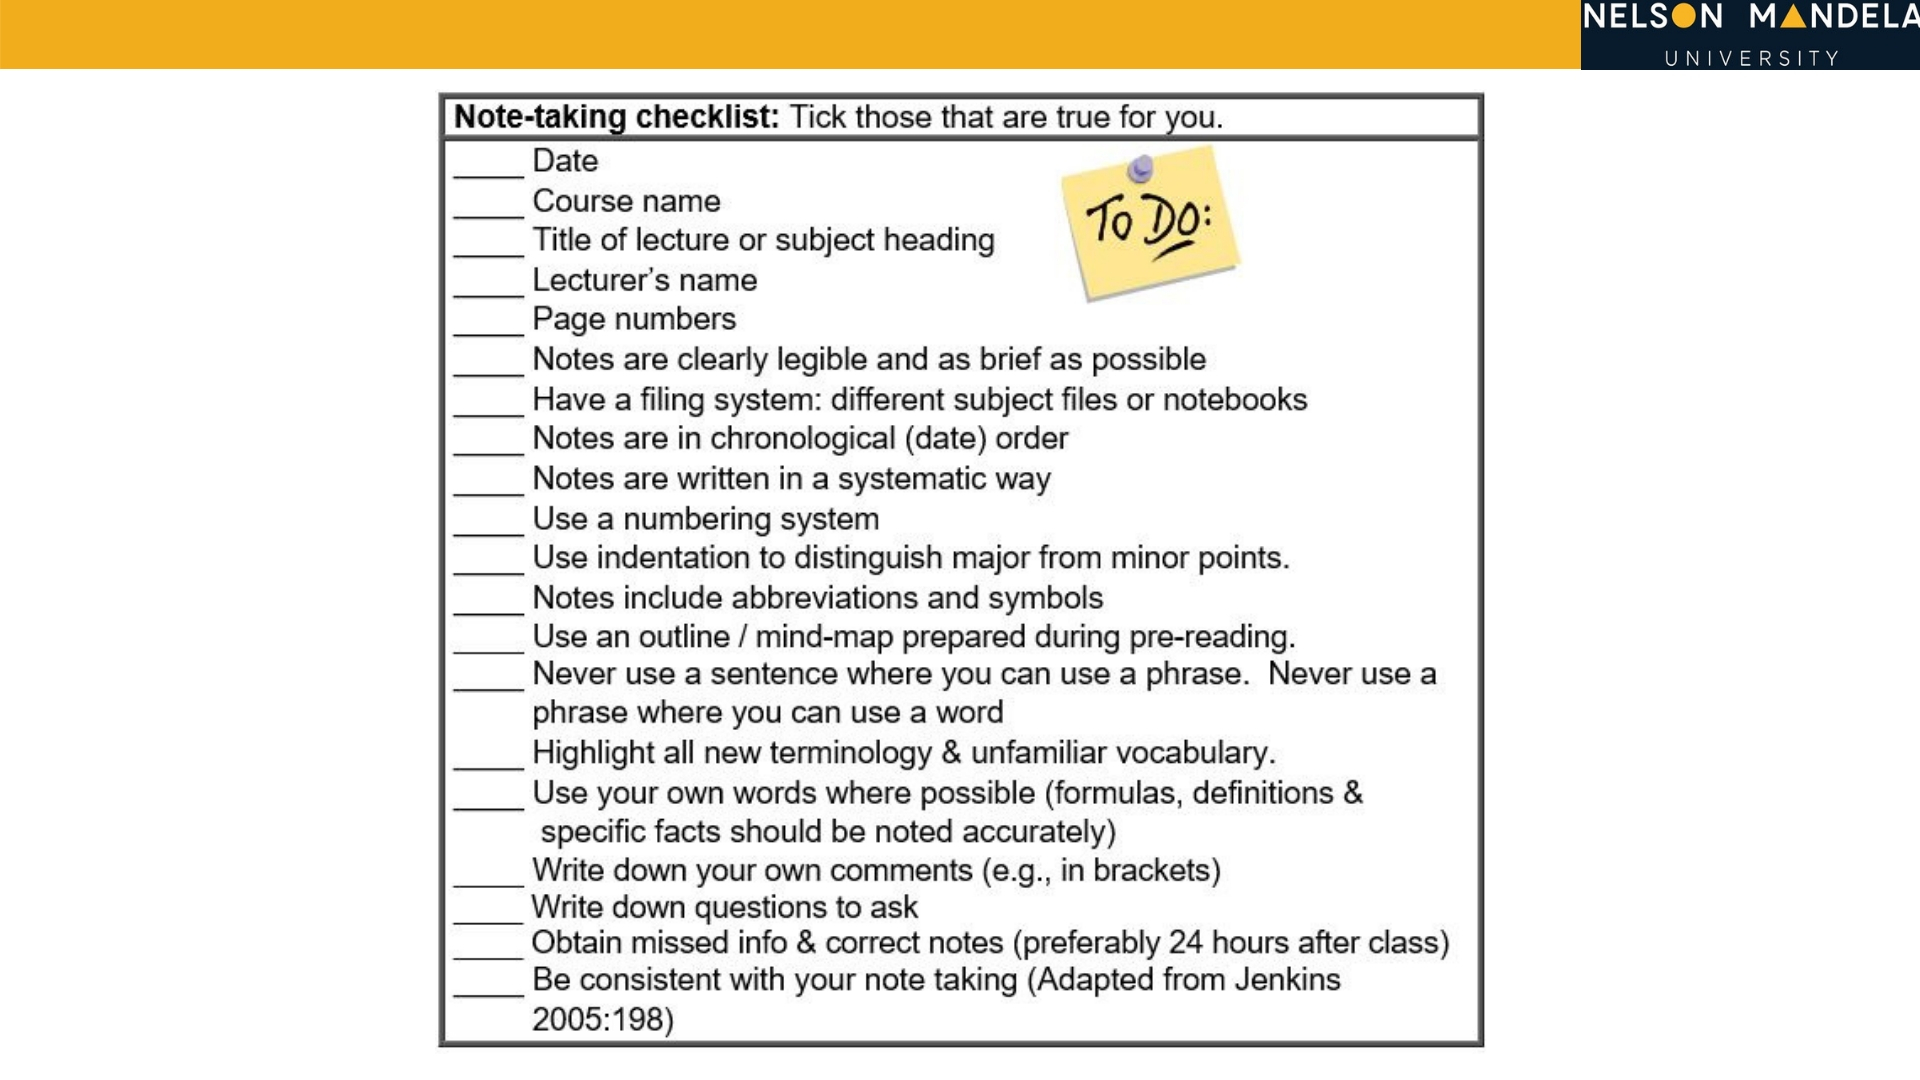 NELSON MANDELA
UNIVERSITY
Note-taking checklist: Tick those that are true for you.
_____ Date
_____ Course name
_____ Title of lecture or subject heading
_____ Lecturer’s name
_____ Page numbers
To Do:
_____ Notes are clearly legible and as brief as possible
_____ Have a filing system: different subject files or notebooks
_____ Notes are in chronological (date) order
_____ Notes are written in a systematic way
_____ Use a numbering system
_____ Use indentation to distinguish major from minor points.
_____ Notes include abbreviations and symbols
_____ Use an outline / mind-map prepared during pre-reading.
_____ Never use a sentence where you can use a phrase.  Never use a
phrase where you can use a word
_____ Highlight all new terminology & unfamiliar vocabulary.
_____ Use your own words where possible (formulas, definitions &
specific facts should be noted accurately)
_____ Write down your own comments (e.g., in brackets)
_____ Write down questions to ask
_____ Obtain missed info & correct notes (preferably 24 hours after class)
_____ Be consistent with your note taking (Adapted from Jenkins
2005:198)